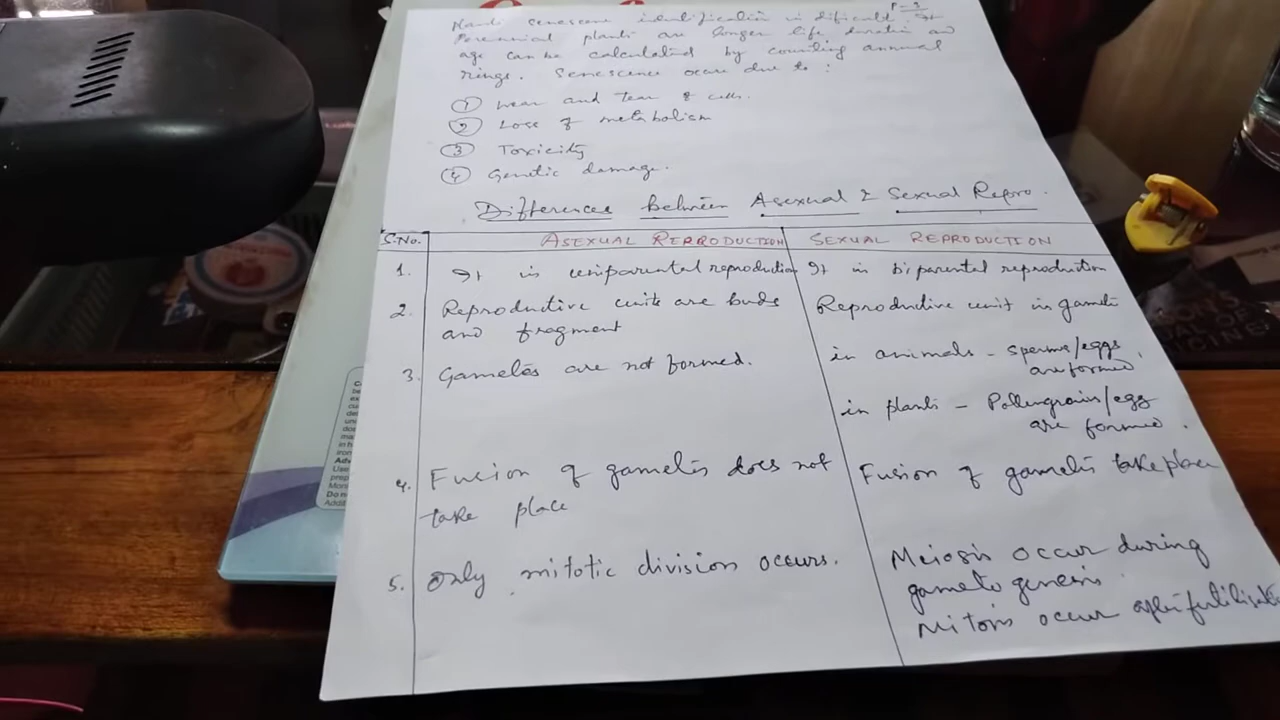 P-3
senescence identification is difficult. It
Perennial plants are longer life duration and
age can be calculated by counting annual
rings. Senescence occur due to :
① wear and tear of cells.
② Loss of metabolism
③ Toxicity
④ Genetic damage.
Differences between Asexual & Sexual Repro.
S.No. ASEXUAL REPRODUCTION SEXUAL REPRODUCTION
1. It is uniparental reproduction It is biparental reproduction
2. Reproductive units are buds Reproductive unit is gamete
and fragment
3. Gametes are not formed. in animals - sperms/eggs
are formed.
in plants - Pollengrains/egg
are formed.
4. Fusion of gametes does not Fusion of gametes take place
take place
5. Only mitotic division occurs. Meiosis occur during
gametogenesis.
Mitosis occur after